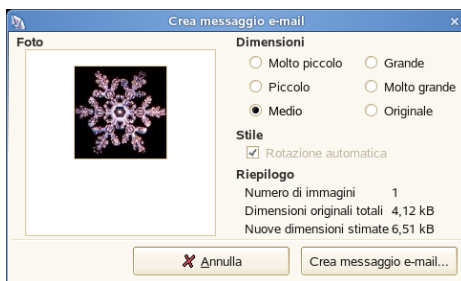 Crea messaggio e-mail
Foto
Dimensioni
Molto piccolo Grande
Piccolo Molto grande
Medio Originale
Stile
Rotazione automatica
Riepilogo
Numero di immagini 1
Dimensioni originali totali 4,12 kB
Nuove dimensioni stimate 6,51 kB
Annulla Crea messaggio e-mail...